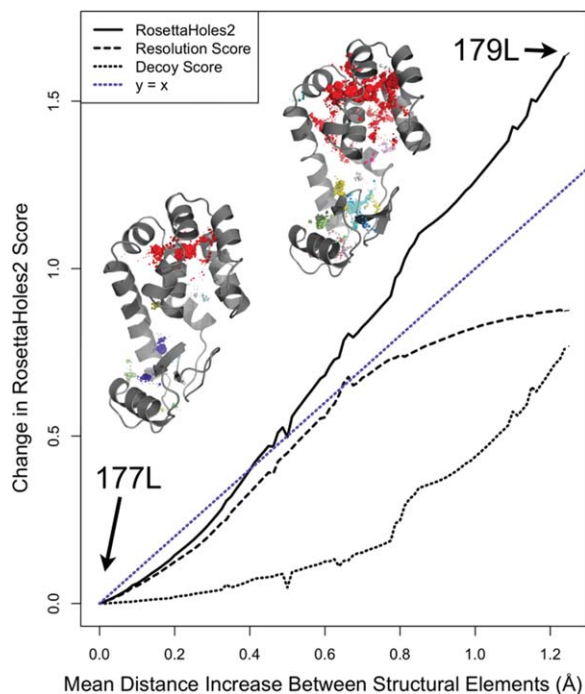 RosettaHoles2
Resolution Score
Decoy Score
y = x
179L
177L
Change in RosettaHoles2 Score
1.5
1.0
0.5
0.0
0.0 0.2 0.4 0.6 0.8 1.0 1.2
Mean Distance Increase Between Structural Elements (Å)